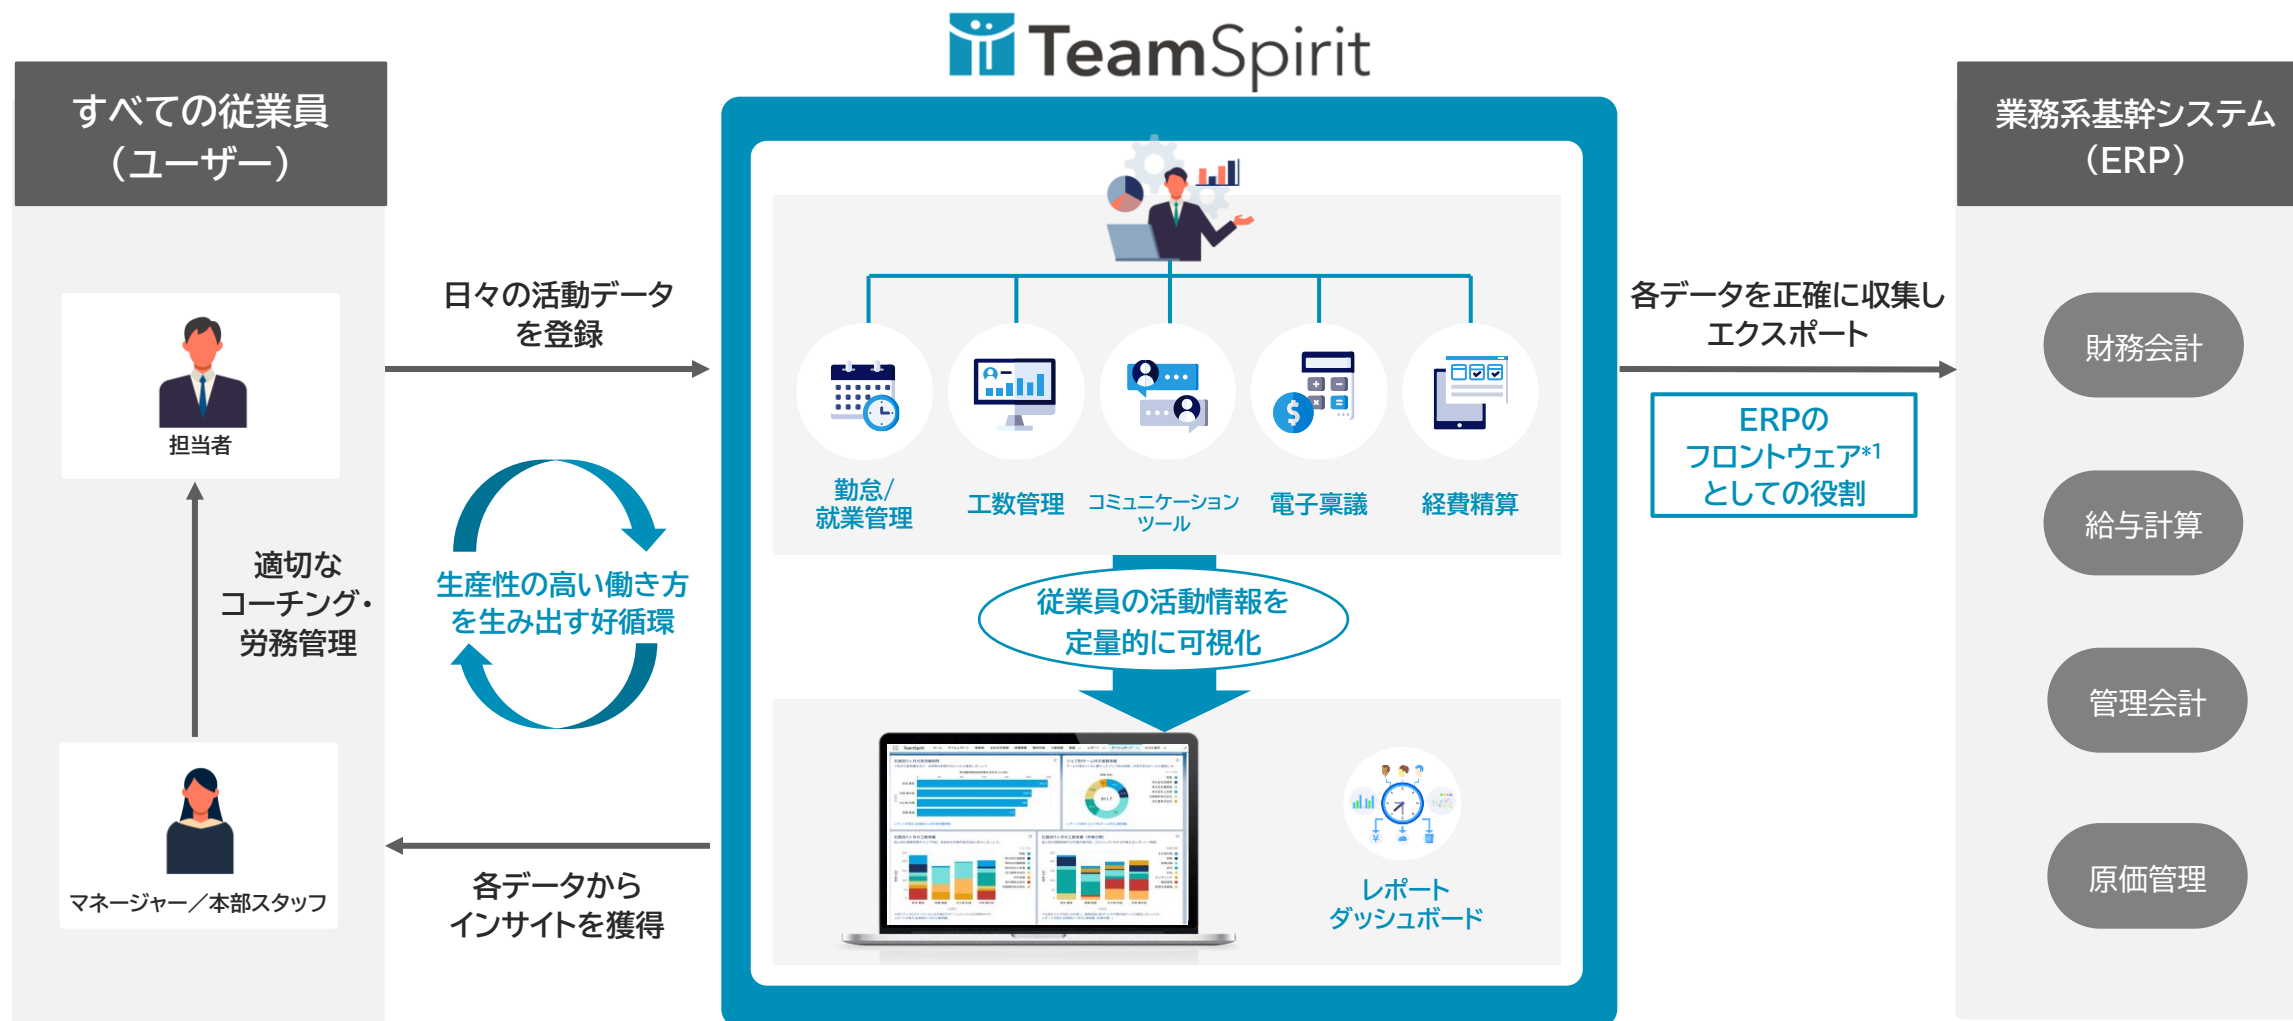 TeamSpirit
すべての従業員
（ユーザー）
担当者
適切な
コーチング・
労務管理
マネージャー／本部スタッフ
日々の活動データ
を登録
生産性の高い働き方
を生み出す好循環
各データから
インサイトを獲得
勤怠/
就業管理
工数管理
コミュニケーション
ツール
電子稟議
経費精算
従業員の活動情報を
定量的に可視化
レポート
ダッシュボード
各データを正確に収集し
エクスポート
ERPの
フロントウェア*1
としての役割
業務系基幹システム
（ERP）
財務会計
給与計算
管理会計
原価管理